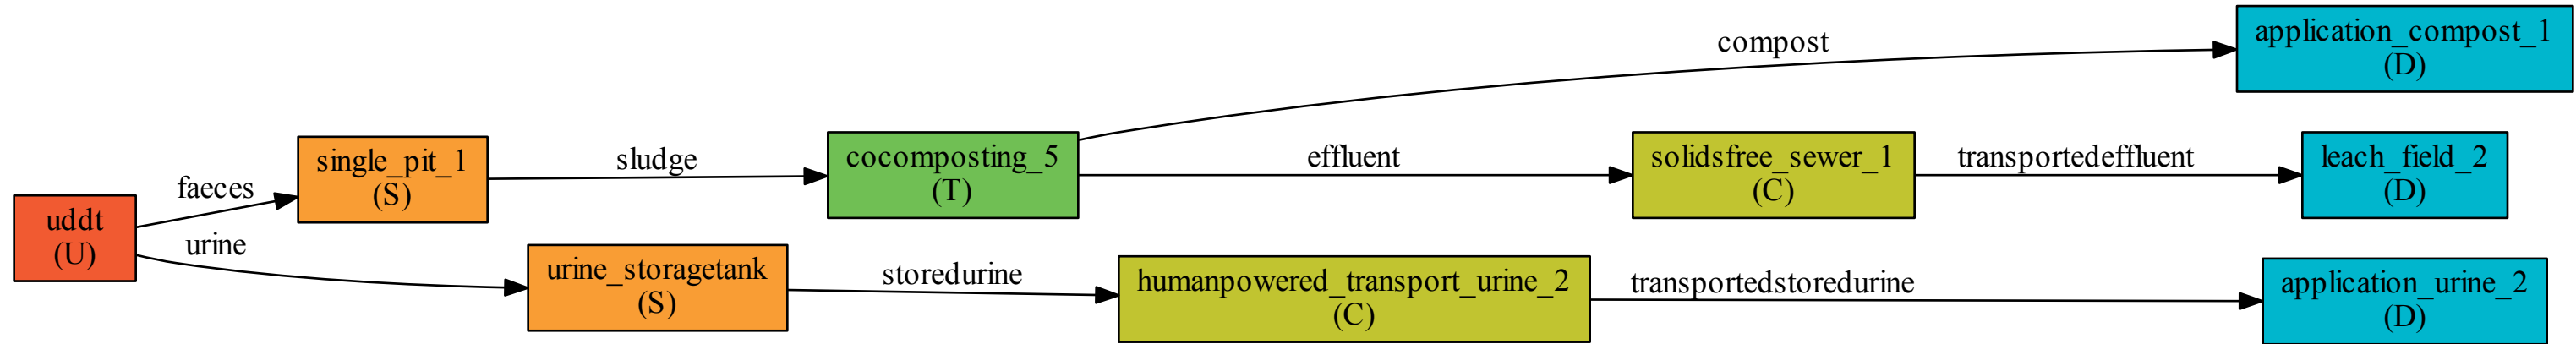 uddt
(U)
faeces
urine
single_pit_1
(S)
urine_storagetank
(S)
sludge
storedurine
cocomposting_5
(T)
humanpowered_transport_urine_2
(C)
compost
effluent
transportedstoredurine
solidsfree_sewer_1
(C)
transportedeffluent
application_compost_1
(D)
leach_field_2
(D)
application_urine_2
(D)